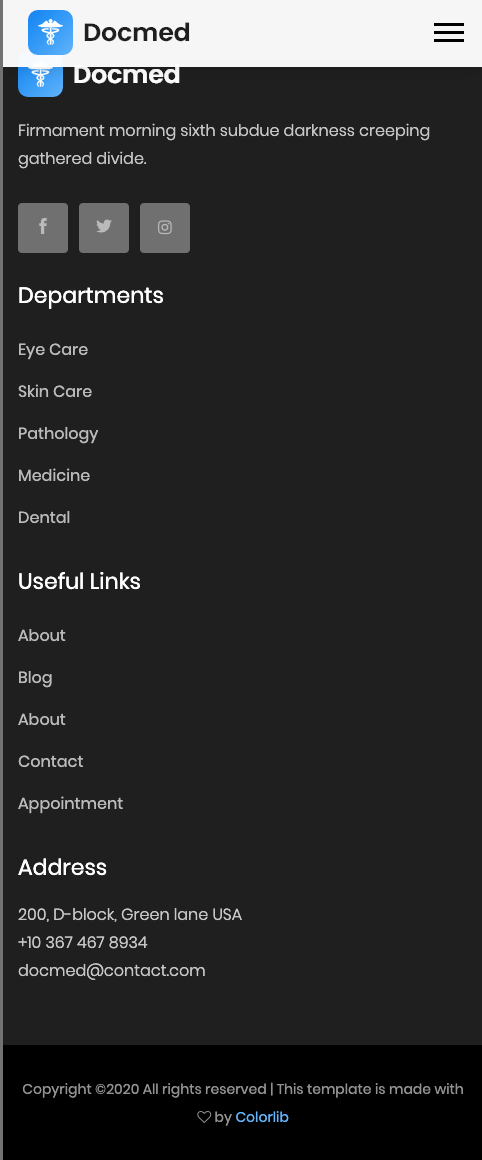 Docmed
Docmed
Firmament morning sixth subdue darkness creeping
gathered divide.
Departments
Eye Care
Skin Care
Pathology
Medicine
Dental
Useful Links
About
Blog
About
Contact
Appointment
Address
200, D-block, Green lane USA
+10 367 467 8934
docmed@contact.com
Copyright ©2020 All rights reserved | This template is made with
♡ by Colorlib